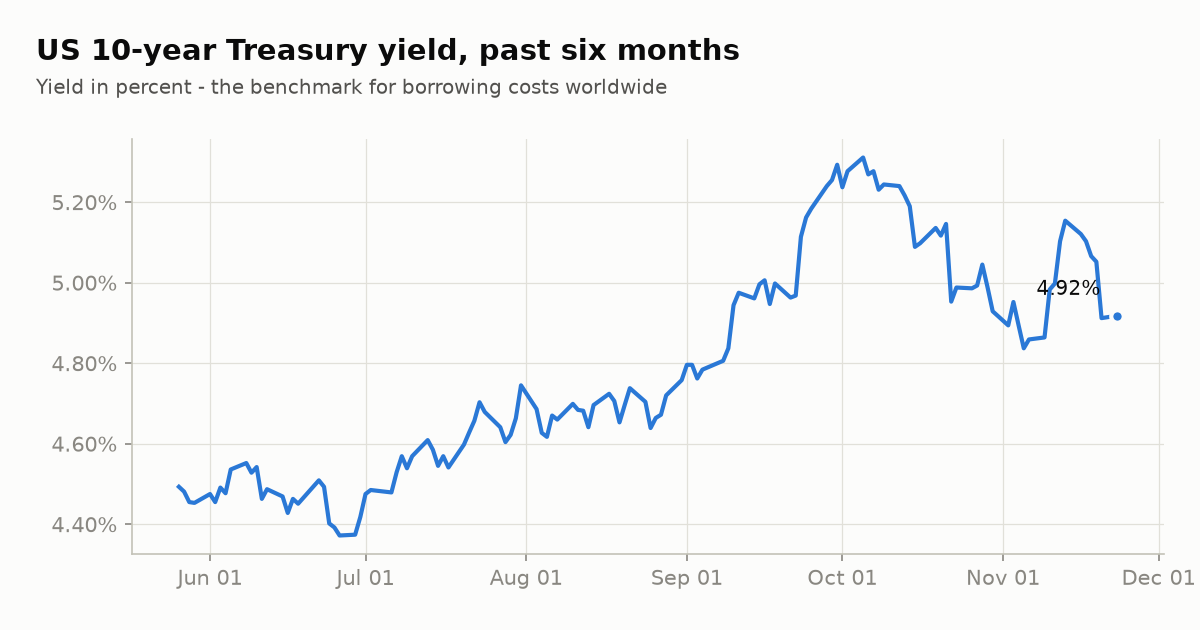 US 10-year Treasury yield, past six months
Yield in percent - the benchmark for borrowing costs worldwide
5.20%
5.00%
4.80%
4.60%
4.40%
4.92%
Jun 01
Jul 01
Aug 01
Sep 01
Oct 01
Nov 01
Dec 01